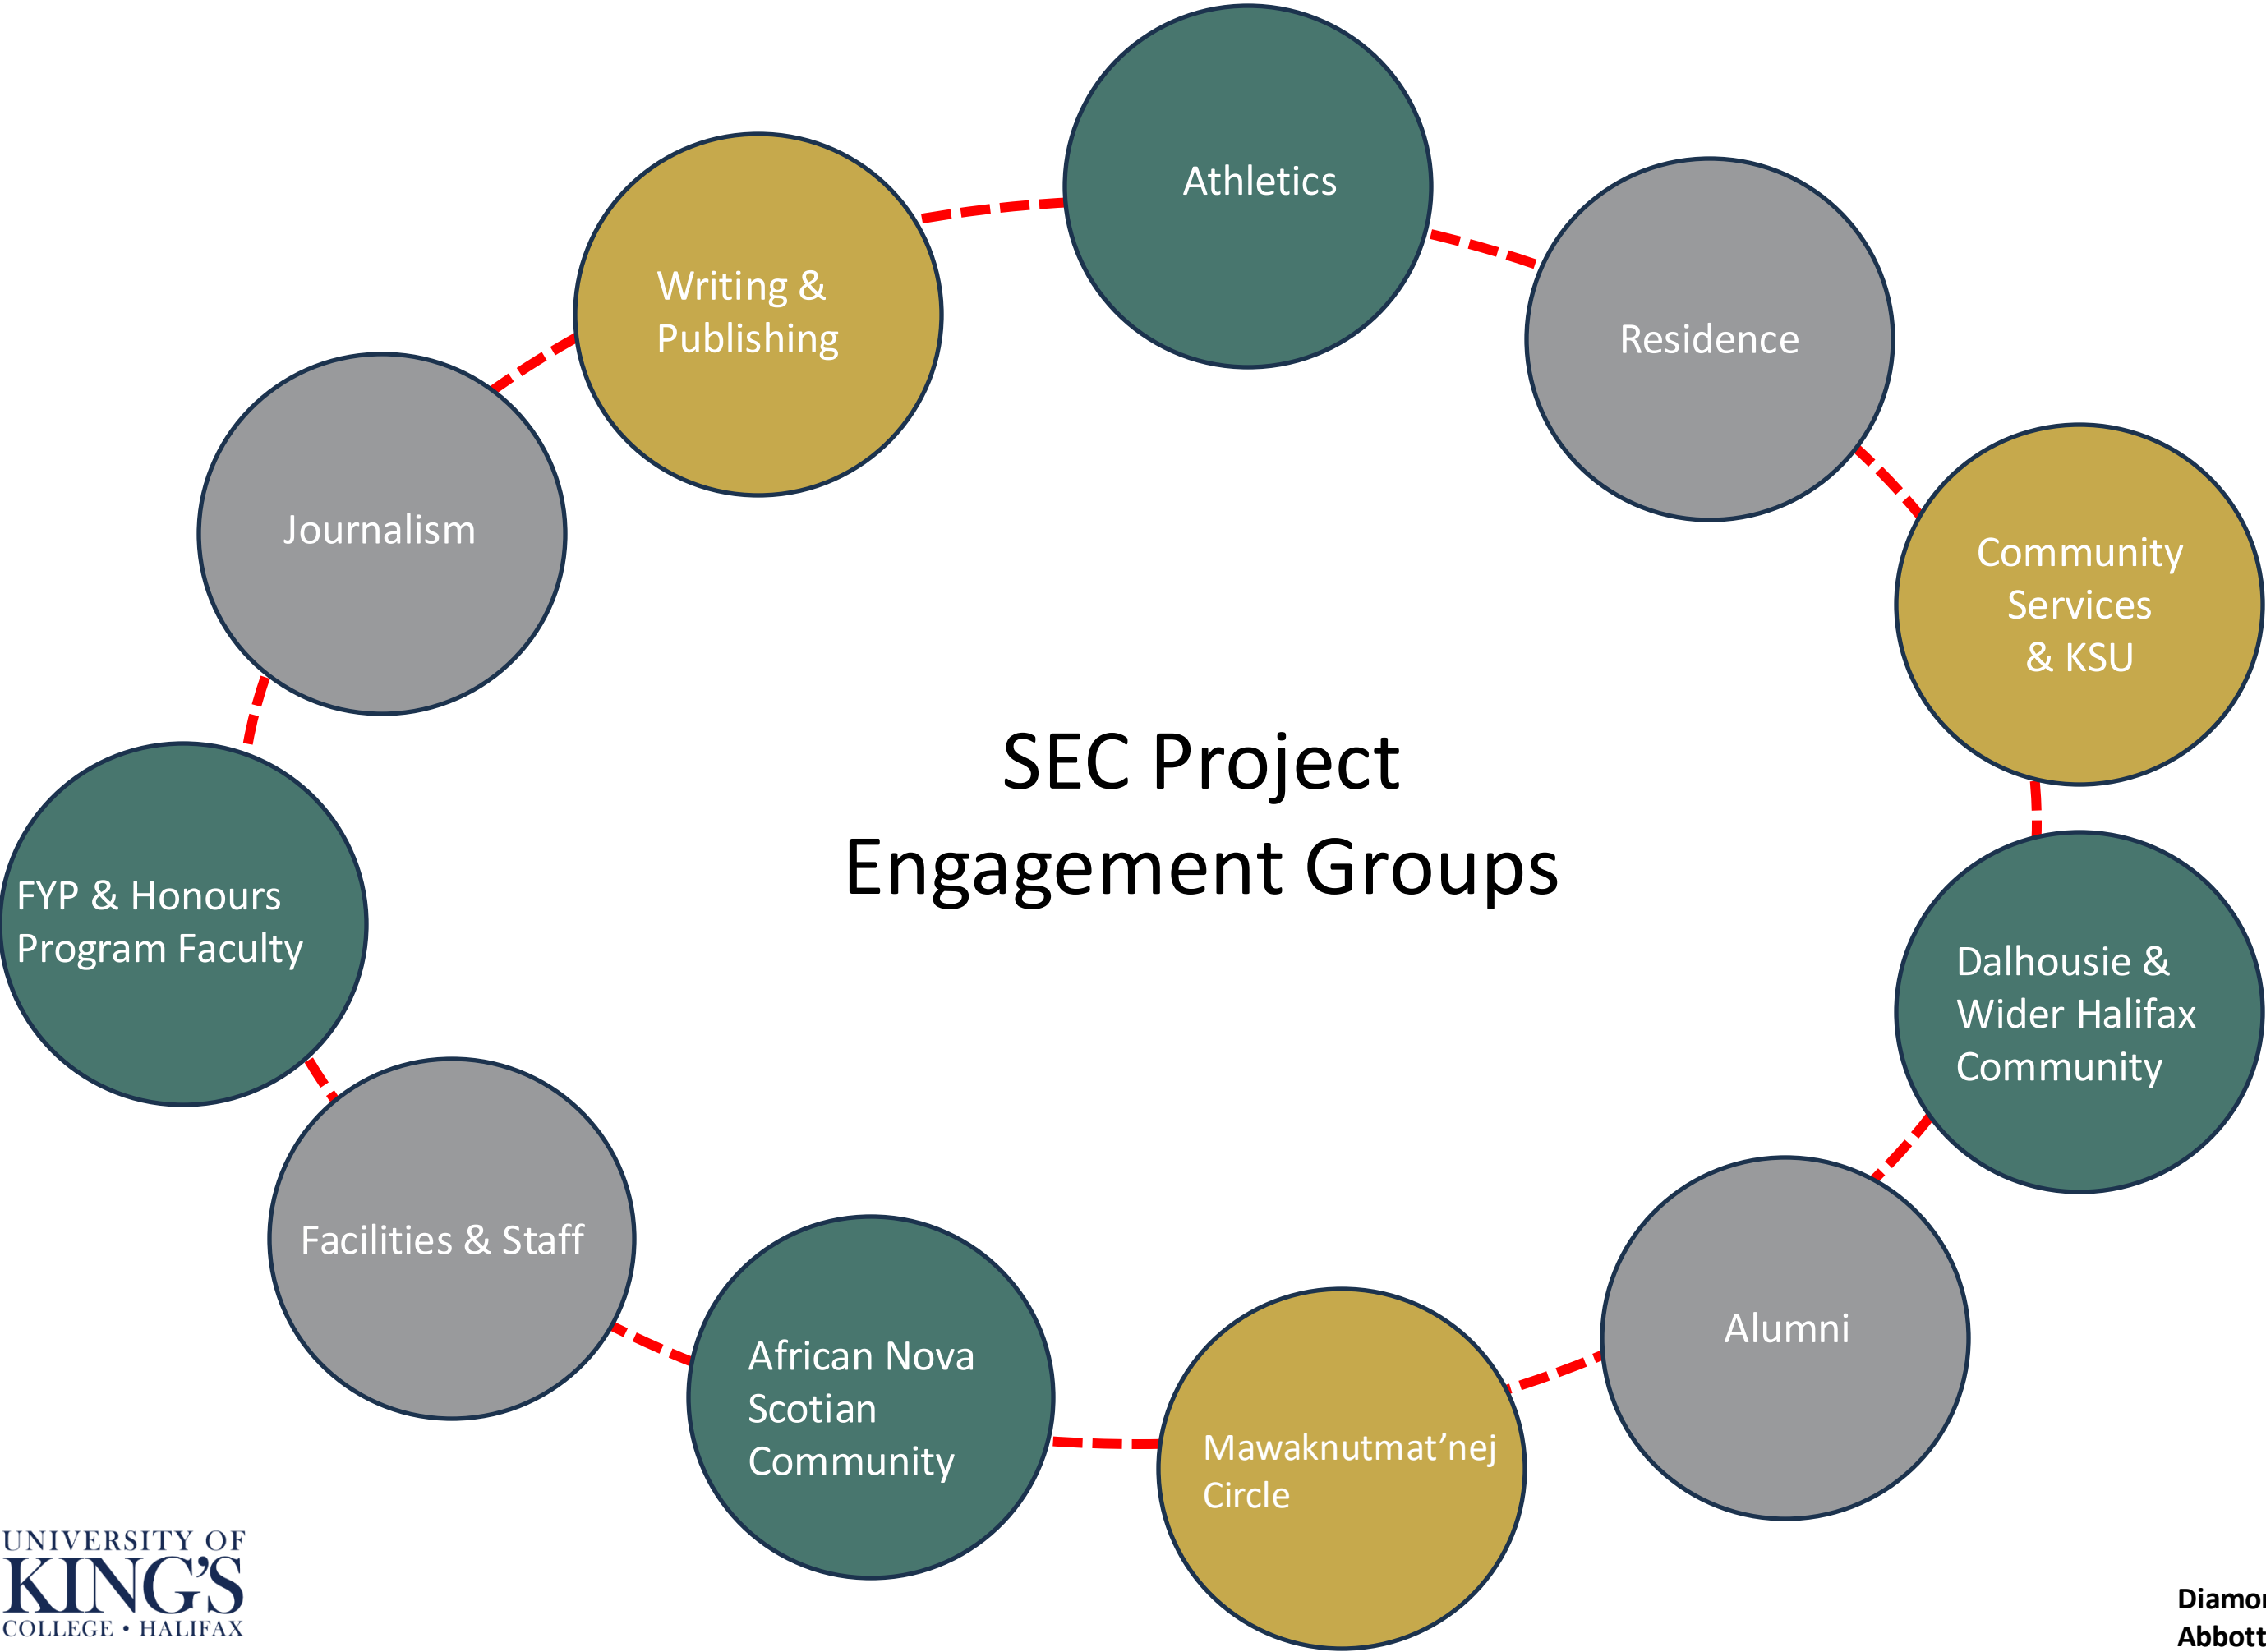 Athletics
Writing &
Publishing
Residence
Journalism
Community
Services
& KSU
SEC Project
Engagement Groups
FYP & Honours
Program Faculty
Dalhousie &
Wider Halifax
Community
Facilities & Staff
Alumni
African Nova
Scotian
Community
Mawaknutmat’nej
Circle
UNIVERSITY OF
KING'S
COLLEGE • HALIFAX
Abbott